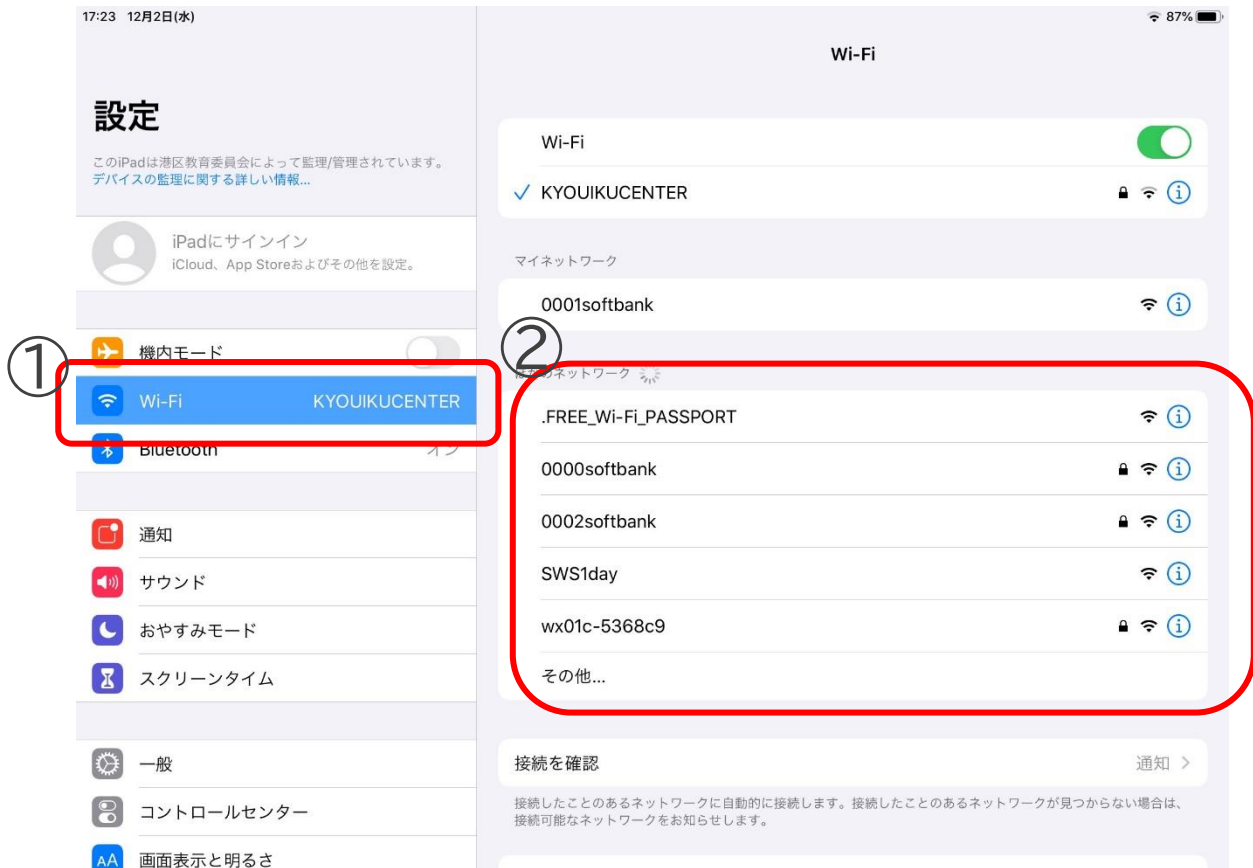 17:23 12月2日(水)
87%
設定
このiPadは港区教育委員会によって監理/管理されています。
デバイスの監理に関する詳しい情報...
iPadにサインイン
iCloud、App Storeおよびその他を設定。
①
機内モード
Wi-Fi KYOUIKUCENTER
Bluetooth オン
通知
サウンド
おやすみモード
スクリーンタイム
一般
コントロールセンター
AA 画面表示と明るさ
Wi-Fi
Wi-Fi
KYOUIKUCENTER
マイネットワーク
0001softbank
②
ほかのネットワーク
.FREE_Wi-Fi_PASSPORT
0000softbank
0002softbank
SWS1day
wx01c-5368c9
その他...
接続を確認 通知
接続したことのあるネットワークに自動的に接続します。接続したことのあるネットワークが見つからない場合は、
接続可能なネットワークをお知らせします。